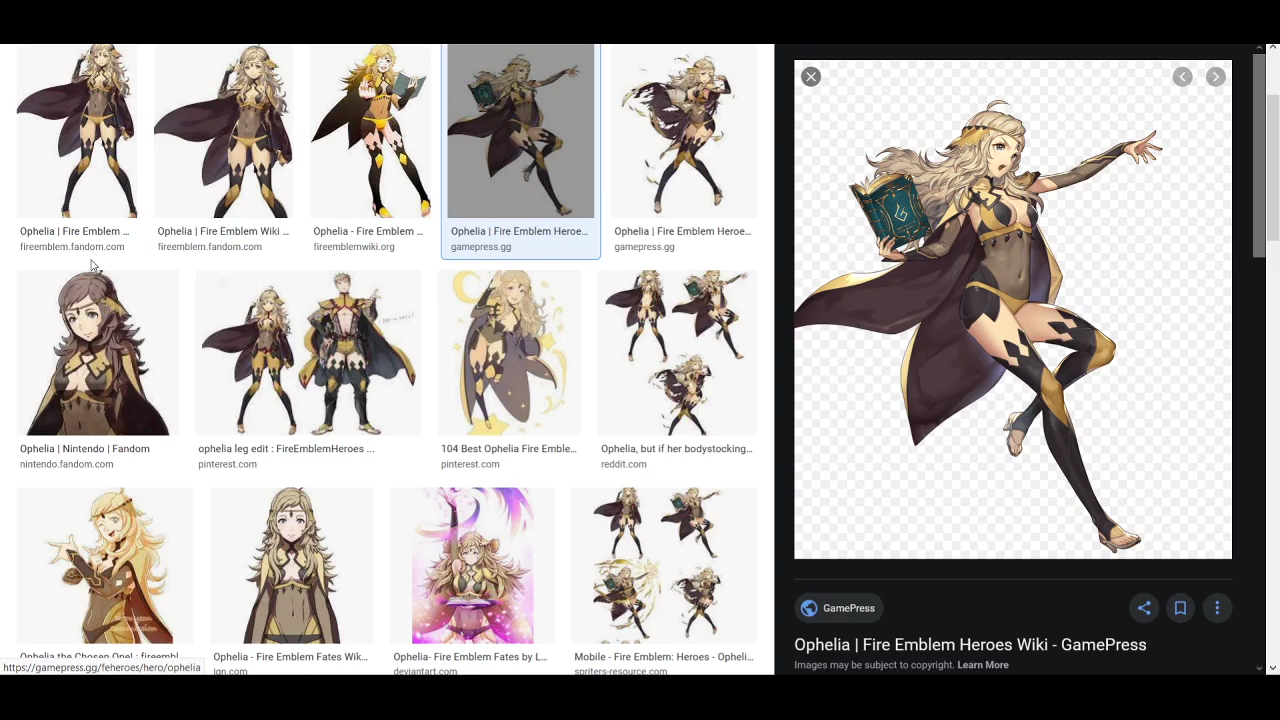 Ophelia | Fire Emblem ...
fireemblem.fandom.com
Ophelia | Fire Emblem Wiki ...
fireemblem.fandom.com
Ophelia - Fire Emblem ...
fireemblemwiki.org
Ophelia | Fire Emblem Heroe...
gamepress.gg
Ophelia | Fire Emblem Heroe...
gamepress.gg
Ophelia | Nintendo | Fandom
nintendo.fandom.com
ophelia leg edit : FireEmblemHeroes ...
pinterest.com
104 Best Ophelia Fire Emble...
pinterest.com
Ophelia, but if her bodystocking...
reddit.com
Ophelia the Chosen One! : fireembl...
Ophelia - Fire Emblem Fates Wik...
ign.com
Ophelia- Fire Emblem Fates by L...
deviantart.com
Mobile - Fire Emblem: Heroes - Opheli...
spriters-resource.com
https://gamepress.gg/feheroes/hero/ophelia
GamePress
Ophelia | Fire Emblem Heroes Wiki - GamePress
Images may be subject to copyright. Learn More